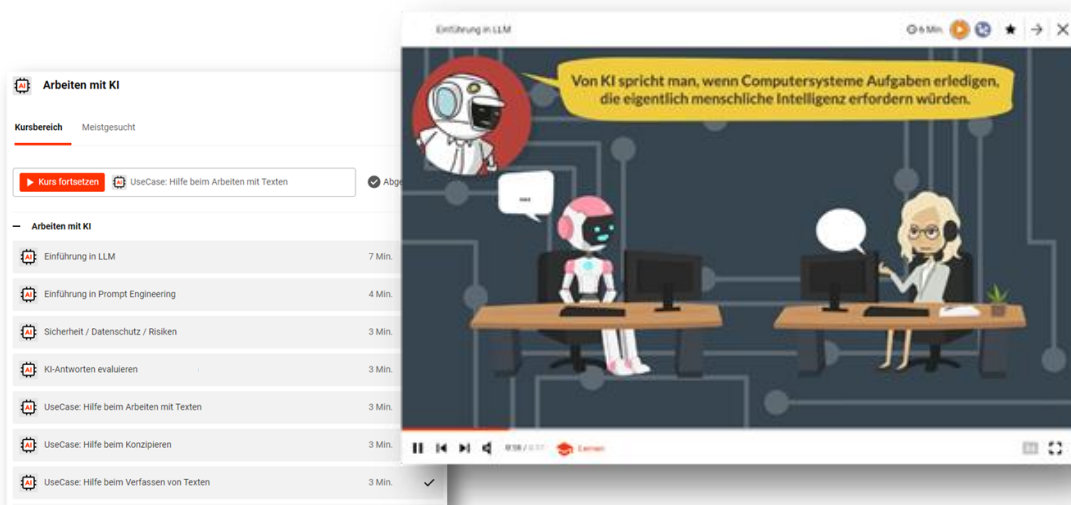 Arbeiten mit KI
Kursbereich Meistgesucht
Kurs fortsetzen UseCase: Hilfe beim Arbeiten mit Texten
Arbeiten mit KI
Einführung in LLM 7 Min.
Einführung in Prompt Engineering 4 Min.
Sicherheit / Datenschutz / Risiken 3 Min.
KI-Antworten evaluieren 3 Min.
UseCase: Hilfe beim Arbeiten mit Texten 3 Min.
UseCase: Hilfe beim Konzipieren 3 Min.
UseCase: Hilfe beim Verfassen von Texten 3 Min.
Einführung in LLM 6 Min.
Von KI spricht man, wenn Computersysteme Aufgaben erledigen,
die eigentlich menschliche Intelligenz erfordern würden.
Lernen